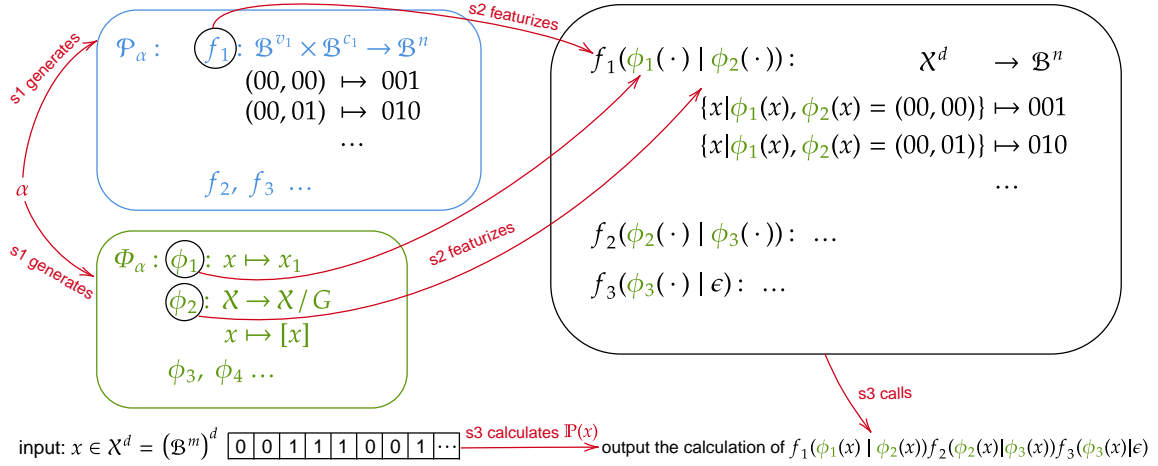 s1 generates
α
s1 generates
𝒫_α : f_1 : ℬ^{v_1} × ℬ^{c_1} → ℬ^n
(00, 00) ↦ 001
(00, 01) ↦ 010
...
f_2, f_3 ...
Φ_α : ϕ_1 : x ↦ x_1
ϕ_2 : 𝒳 → 𝒳/G
x ↦ [x]
ϕ_3, ϕ_4 ...
s2 featurizes
s2 featurizes
f_1(ϕ_1(·) | ϕ_2(·)) : 𝒳^d → ℬ^n
{x|ϕ_1(x), ϕ_2(x) = (00, 00)} ↦ 001
{x|ϕ_1(x), ϕ_2(x) = (00, 01)} ↦ 010
...
f_2(ϕ_2(·) | ϕ_3(·)) : ...
f_3(ϕ_3(·) | ϵ) : ...
s3 calls
input: x ∈ 𝒳^d = (ℬ^m)^d 0 0 1 1 1 0 0 1 ...
s3 calculates ℙ(x)
output the calculation of f_1(ϕ_1(x) | ϕ_2(x))f_2(ϕ_2(x)|ϕ_3(x))f_3(ϕ_3(x)|ϵ)